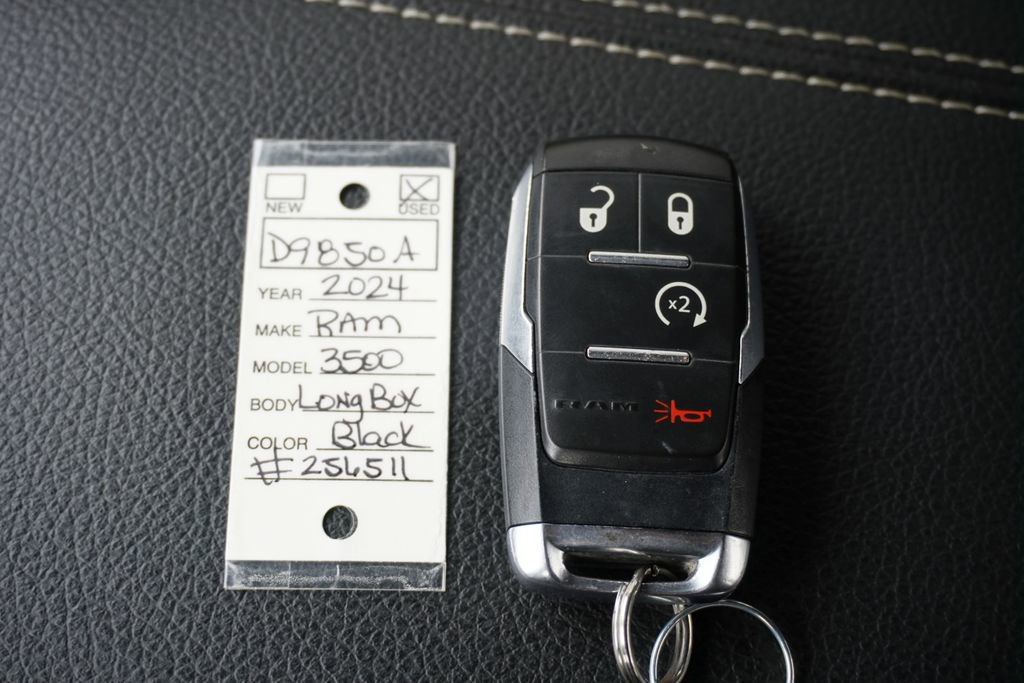 NEW USED
D9850A
YEAR 2024
MAKE RAM
MODEL 3500
BODY Long Box
COLOR Black
# 256511
x2
RAM